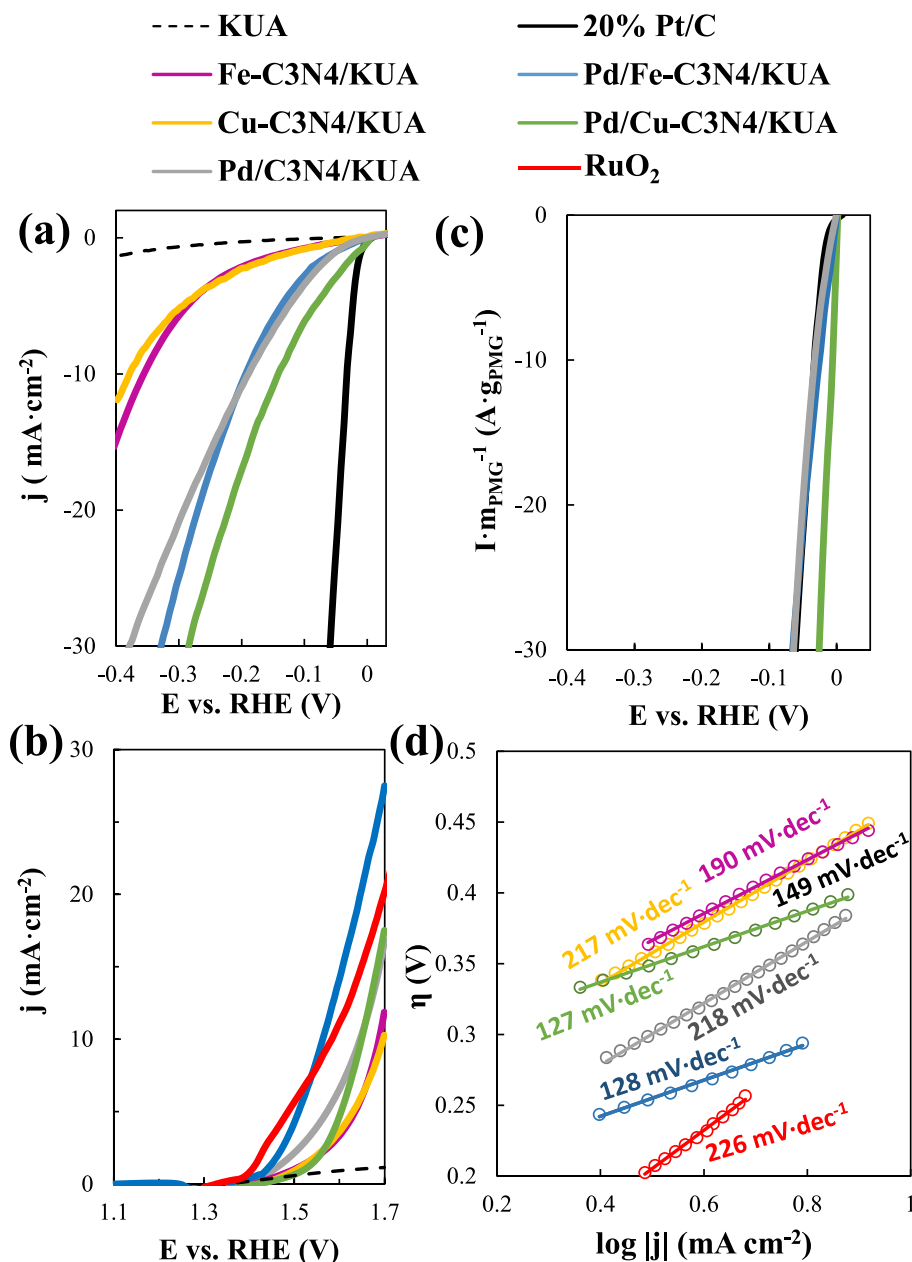 KUA
20% Pt/C
Fe-C3N4/KUA
Pd/Fe-C3N4/KUA
Cu-C3N4/KUA
Pd/Cu-C3N4/KUA
Pd/C3N4/KUA
RuO₂
(a)
0
-10
-20
-30
j ( mA·cm⁻²)
-0.4 -0.3 -0.2 -0.1 0
E vs. RHE (V)
(c)
0
-10
-20
-30
I·m_PMG⁻¹ (A·g_PMG⁻¹)
-0.4 -0.3 -0.2 -0.1 0
E vs. RHE (V)
(b)
30
20
10
0
j (mA·cm⁻²)
1.1 1.3 1.5 1.7
E vs. RHE (V)
(d)
0.5
0.45
0.4
0.35
0.3
0.25
0.2
η (V)
190 mV·dec⁻¹
149 mV·dec⁻¹
217 mV·dec⁻¹
127 mV·dec⁻¹
218 mV·dec⁻¹
128 mV·dec⁻¹
226 mV·dec⁻¹
0.2 0.4 0.6 0.8 1
log |j| (mA cm⁻²)